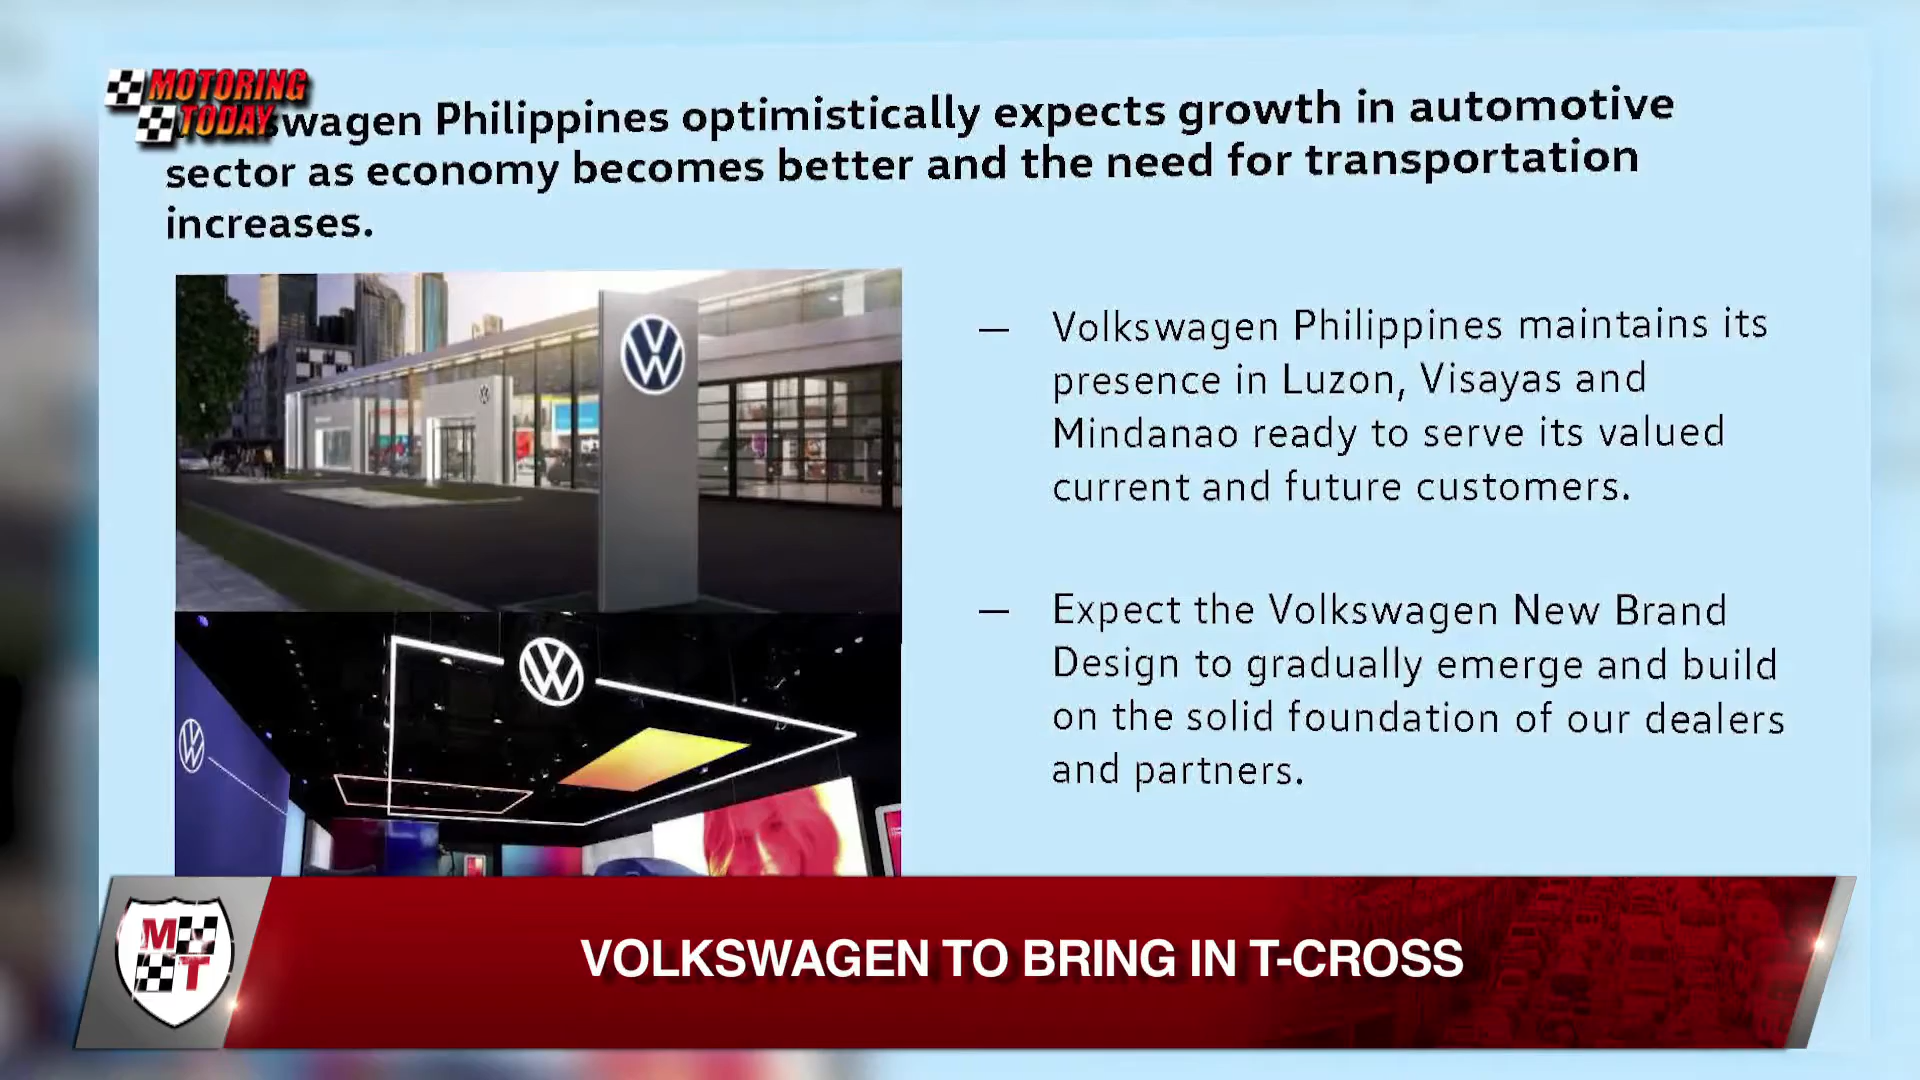 MOTORING
TODAY
swagen Philippines optimistically expects growth in automotive
sector as economy becomes better and the need for transportation
increases.
— Volkswagen Philippines maintains its
presence in Luzon, Visayas and
Mindanao ready to serve its valued
current and future customers.
— Expect the Volkswagen New Brand
Design to gradually emerge and build
on the solid foundation of our dealers
and partners.
M
T
VOLKSWAGEN TO BRING IN T-CROSS